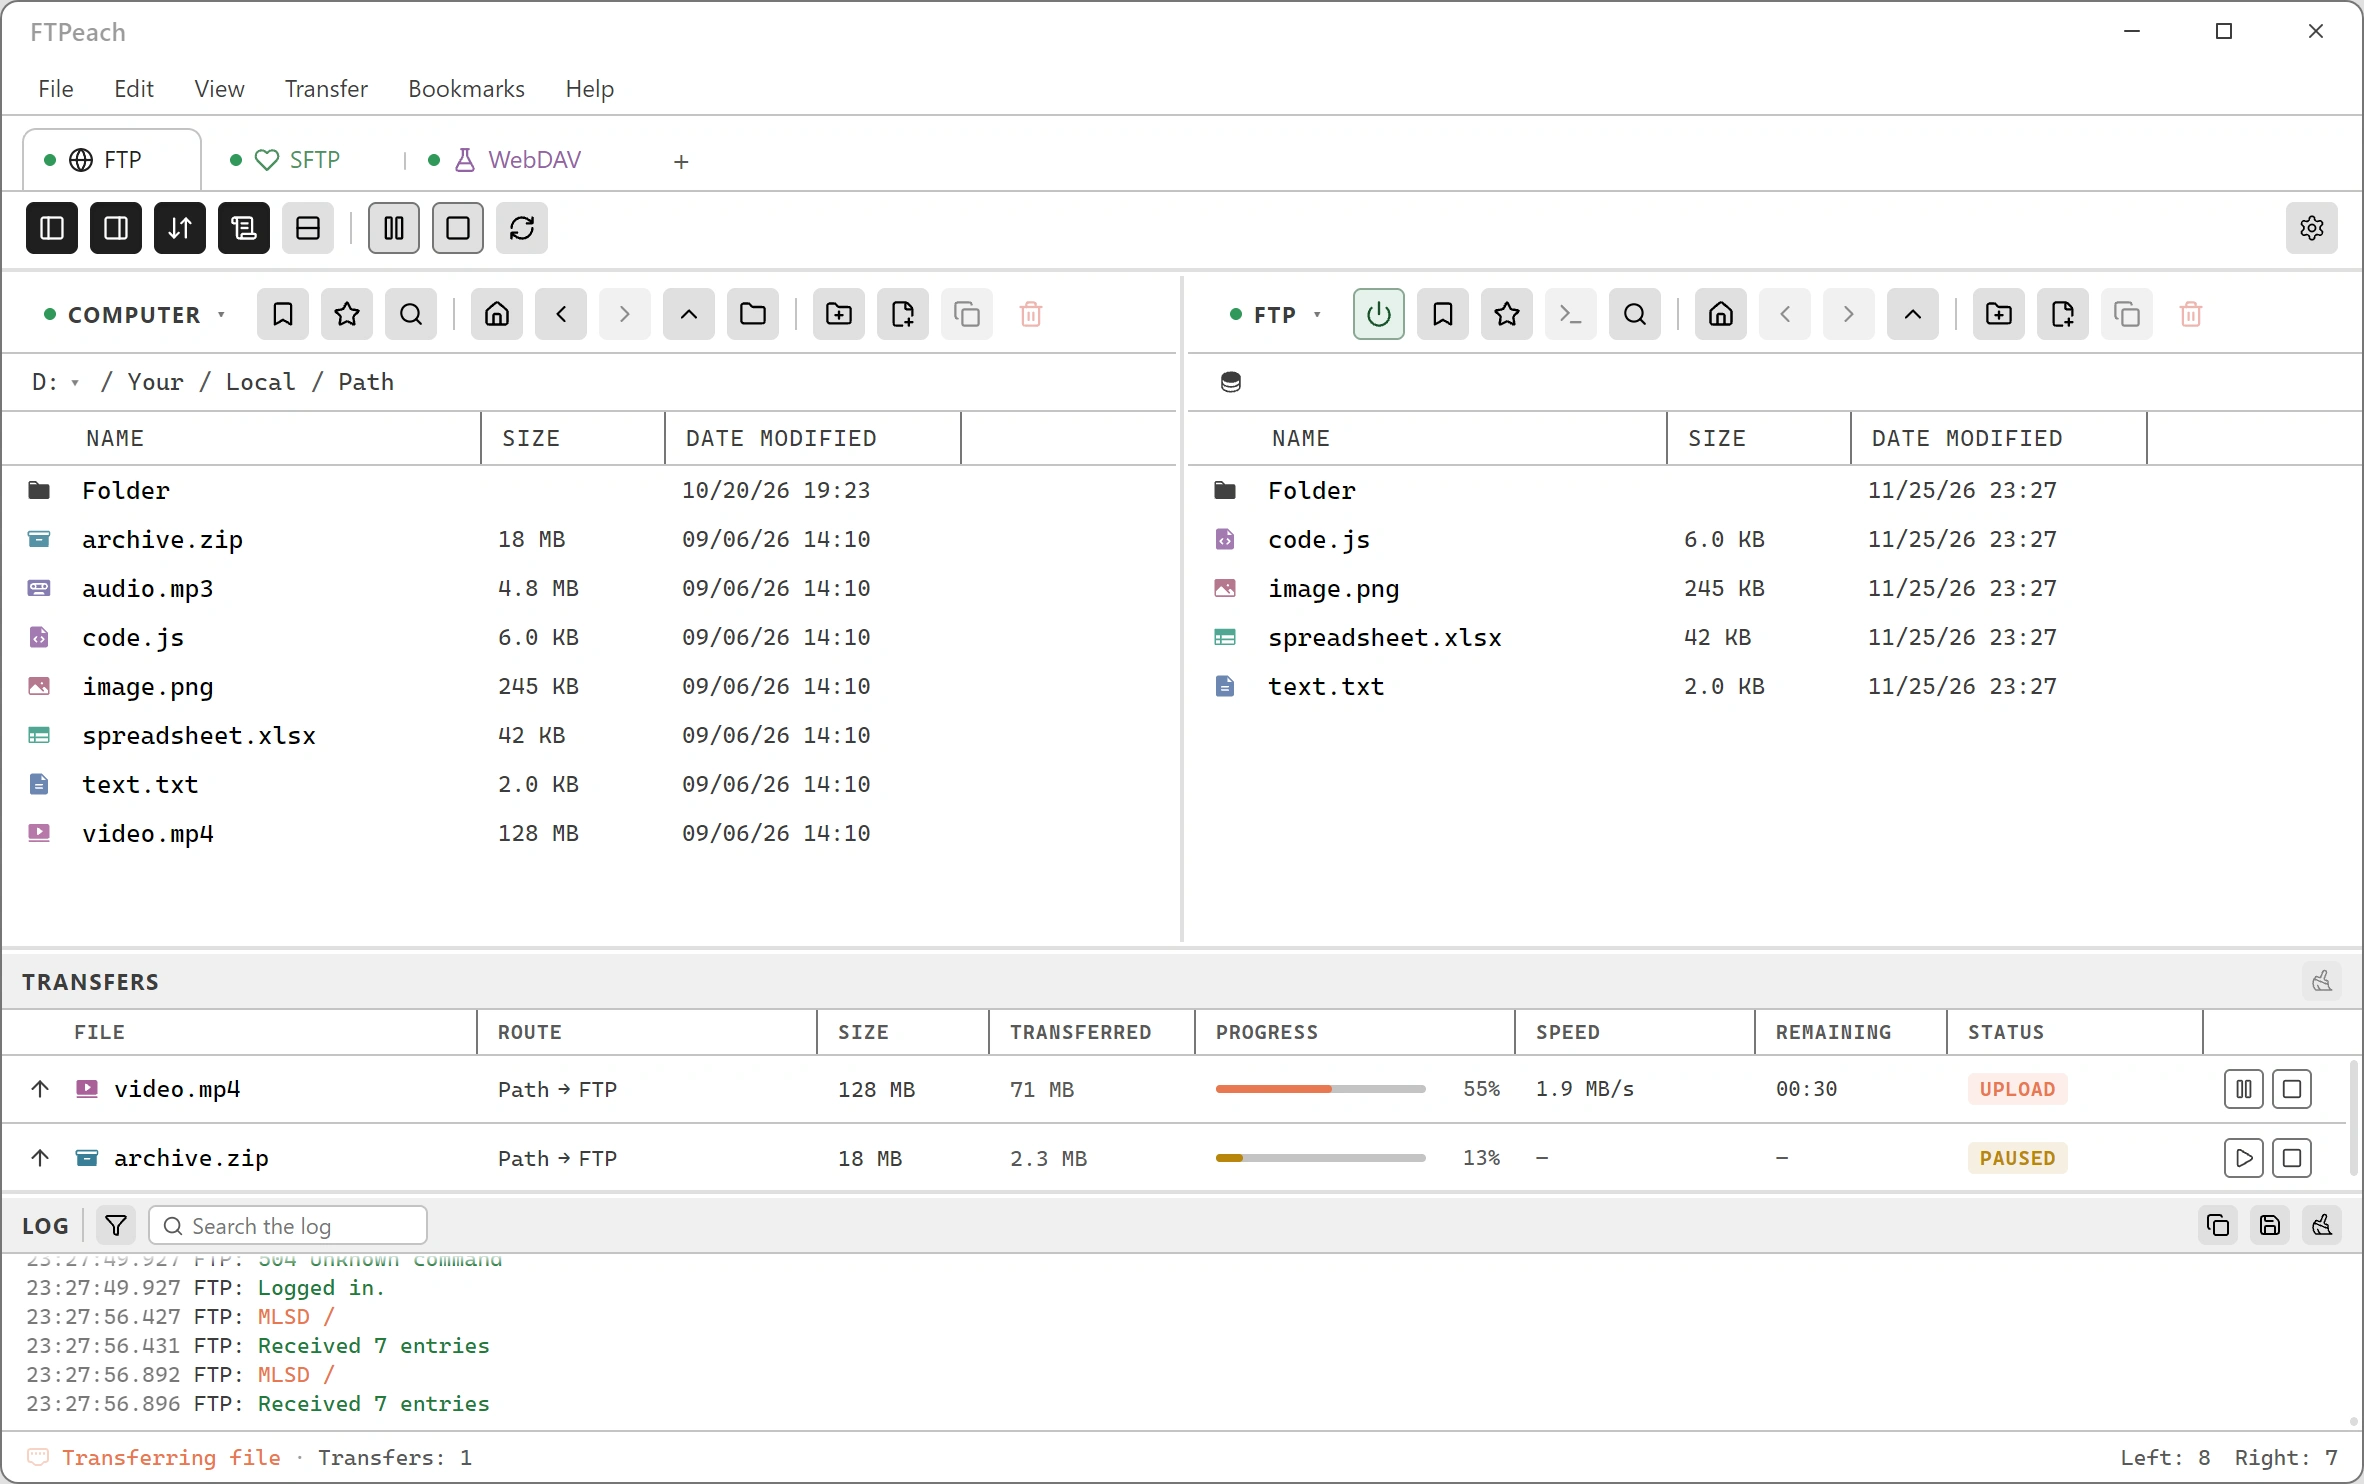 FTPeach
File Edit View Transfer Bookmarks Help
FTP SFTP WebDAV +
COMPUTER
FTP
D: / Your / Local / Path
NAME SIZE DATE MODIFIED
Folder 10/20/26 19:23
archive.zip 18 MB 09/06/26 14:10
audio.mp3 4.8 MB 09/06/26 14:10
code.js 6.0 KB 09/06/26 14:10
image.png 245 KB 09/06/26 14:10
spreadsheet.xlsx 42 KB 09/06/26 14:10
text.txt 2.0 KB 09/06/26 14:10
video.mp4 128 MB 09/06/26 14:10
NAME SIZE DATE MODIFIED
Folder 11/25/26 23:27
code.js 6.0 KB 11/25/26 23:27
image.png 245 KB 11/25/26 23:27
spreadsheet.xlsx 42 KB 11/25/26 23:27
text.txt 2.0 KB 11/25/26 23:27
TRANSFERS
FILE ROUTE SIZE TRANSFERRED PROGRESS SPEED REMAINING STATUS
video.mp4 Path → FTP 128 MB 71 MB 55% 1.9 MB/s 00:30 UPLOAD
archive.zip Path → FTP 18 MB 2.3 MB 13% — — PAUSED
LOG Search the log
23:27:49.927 FTP: 504 Unknown command
23:27:49.927 FTP: Logged in.
23:27:56.427 FTP: MLSD /
23:27:56.431 FTP: Received 7 entries
23:27:56.892 FTP: MLSD /
23:27:56.896 FTP: Received 7 entries
Transferring file · Transfers: 1
Left: 8 Right: 7